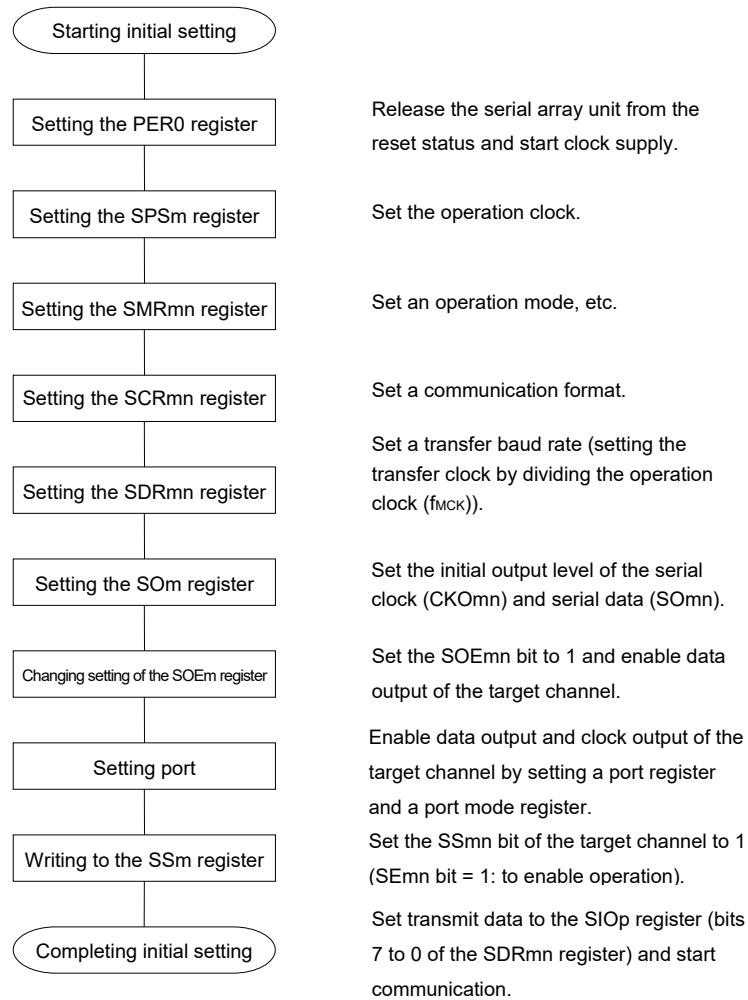 Starting initial setting
Setting the PER0 register
Release the serial array unit from the
reset status and start clock supply.
Setting the SPSm register
Set the operation clock.
Setting the SMRmn register
Set an operation mode, etc.
Setting the SCRmn register
Set a communication format.
Setting the SDRmn register
Set a transfer baud rate (setting the
transfer clock by dividing the operation
clock (fMCK)).
Setting the SOm register
Set the initial output level of the serial
clock (CKOmn) and serial data (SOmn).
Changing setting of the SOEm register
Set the SOEmn bit to 1 and enable data
output of the target channel.
Setting port
Enable data output and clock output of the
target channel by setting a port register
and a port mode register.
Writing to the SSm register
Set the SSmn bit of the target channel to 1
(SEmn bit = 1: to enable operation).
Completing initial setting
Set transmit data to the SIOp register (bits
7 to 0 of the SDRmn register) and start
communication.